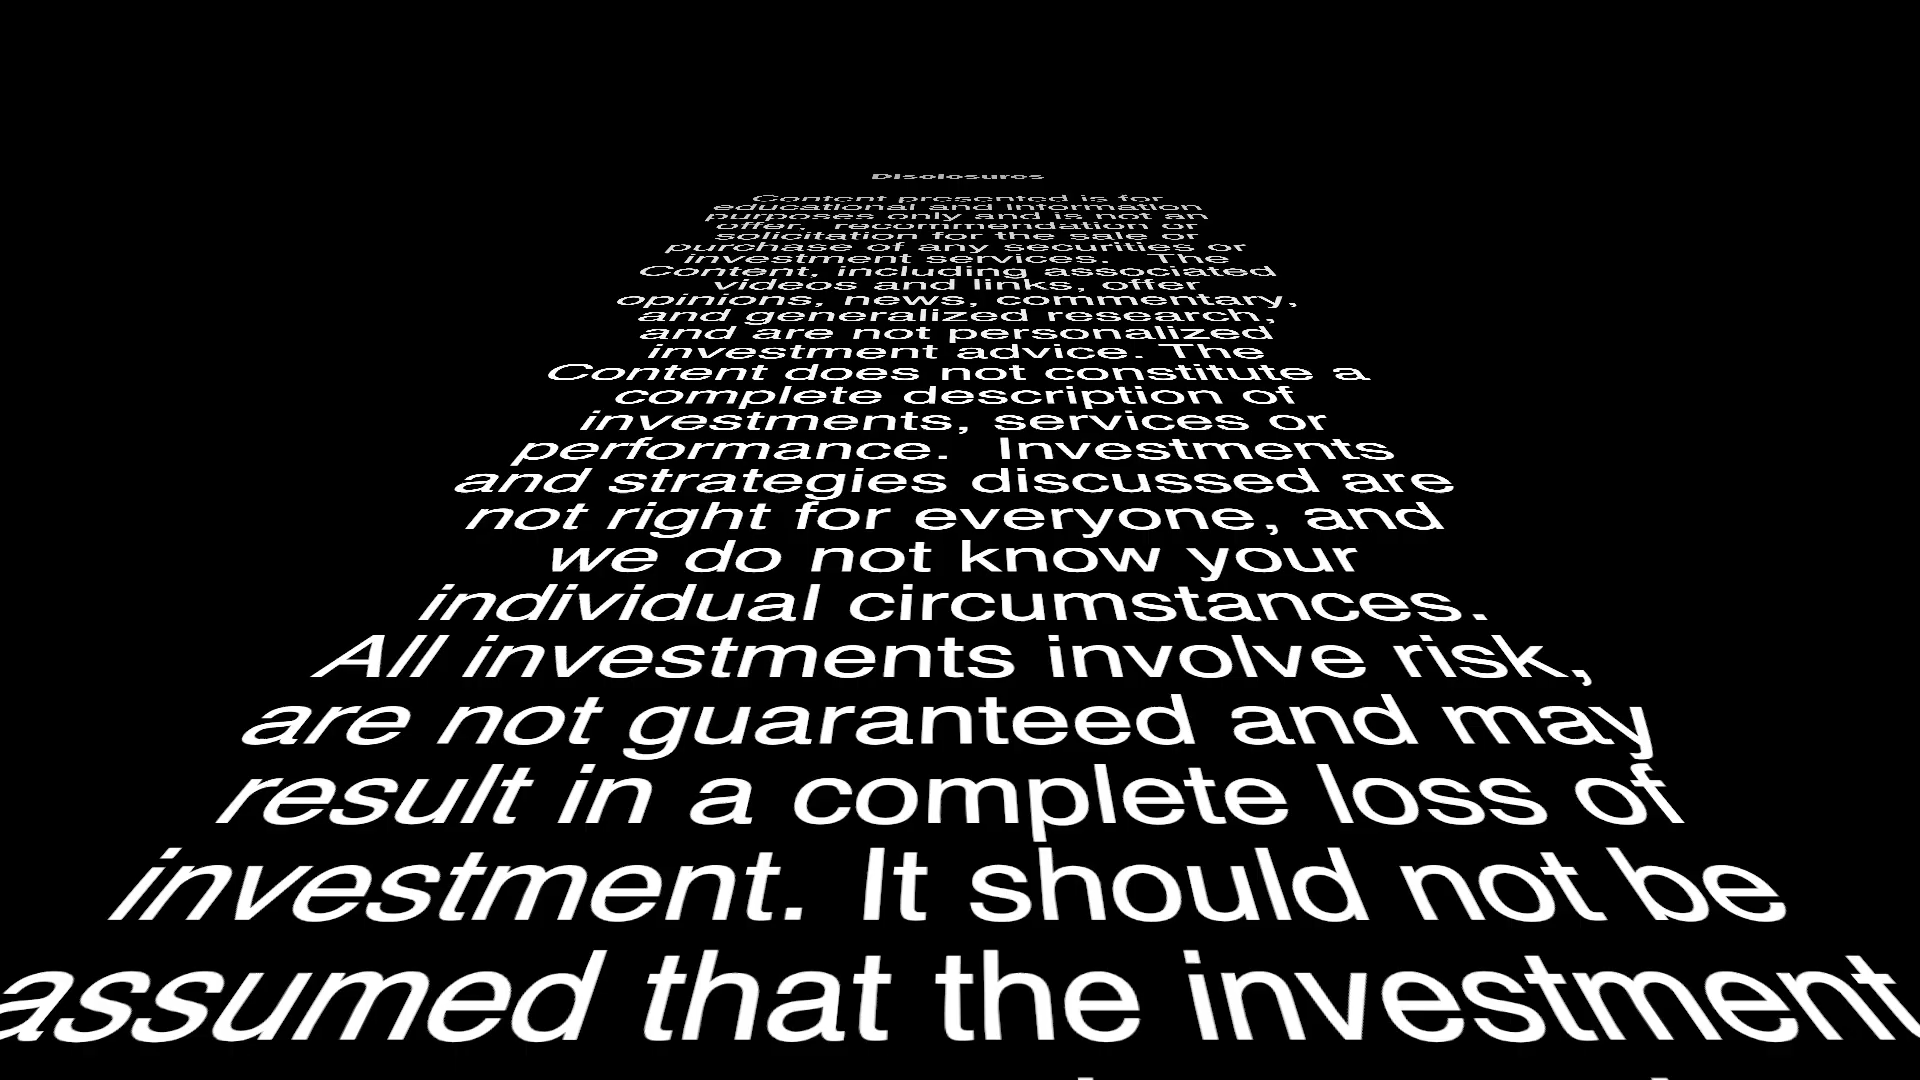 Disclosures
Content presented is for
educational and information
purposes only and is not an
offer, recommendation or
solicitation for the sale or
purchase of any securities or
investment services. The
Content, including associated
videos and links, offer
opinions, news, commentary,
and generalized research,
and are not personalized
investment advice. The
Content does not constitute a
complete description of
investments, services or
performance. Investments
and strategies discussed are
not right for everyone, and
we do not know your
individual circumstances.
All investments involve risk,
are not guaranteed and may
result in a complete loss of
investment. It should not be
assumed that the investment